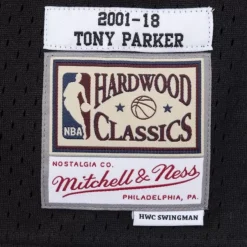 2001-18
TONY PARKER
NBA
HARDWOOD
CLASSICS
NOSTALGIA CO.
Mitchell & Ness
PHILADELPHIA, PA.
HWC SWINGMAN